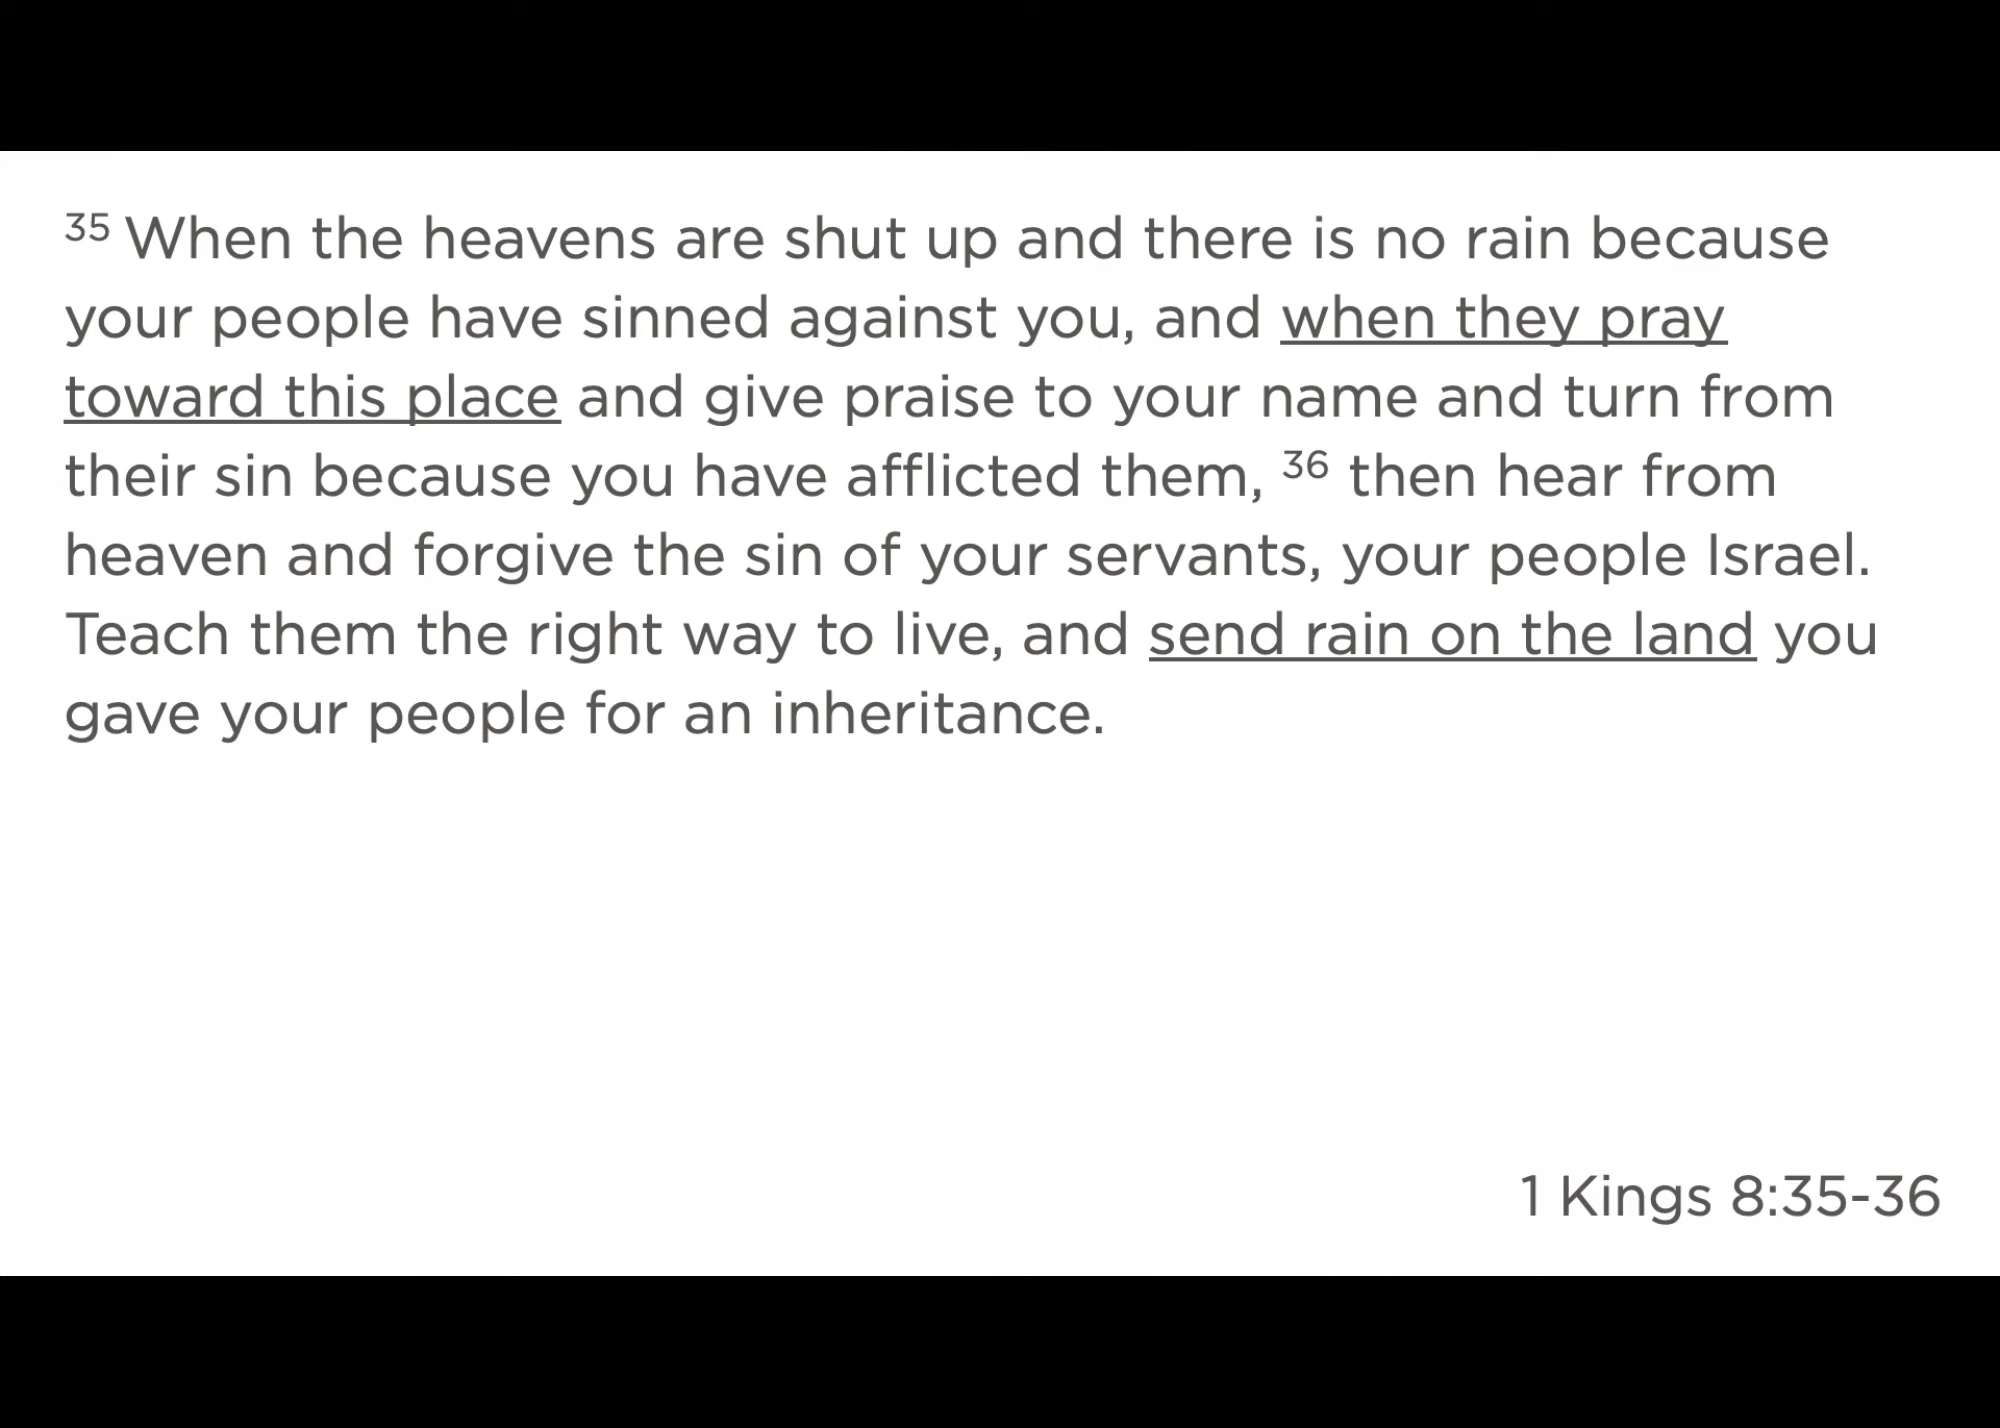 35 When the heavens are shut up and there is no rain because
your people have sinned against you, and when they pray
toward this place and give praise to your name and turn from
their sin because you have afflicted them, 36 then hear from
heaven and forgive the sin of your servants, your people Israel.
Teach them the right way to live, and send rain on the land you
gave your people for an inheritance.
1 Kings 8:35-36